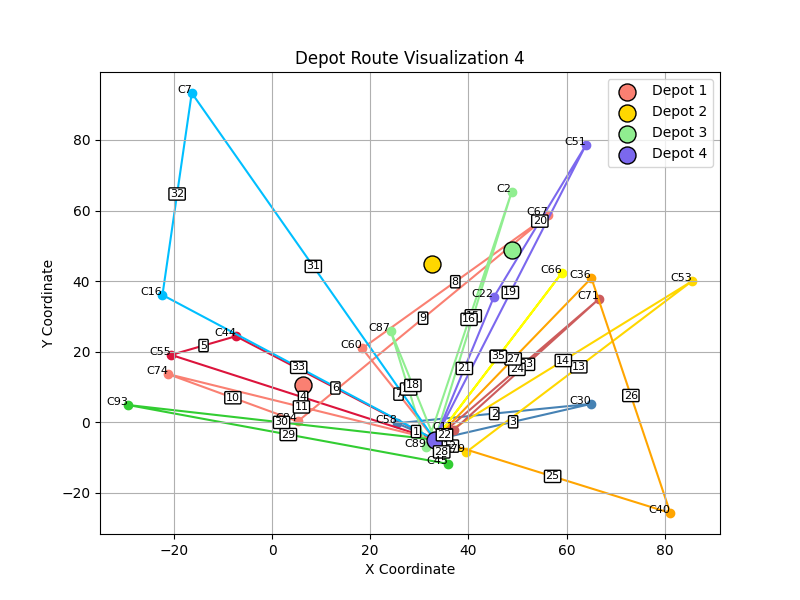 Depot Route Visualization 4
Depot 1
Depot 2
Depot 3
Depot 4
Y Coordinate
X Coordinate
80
60
40
20
0
−20
−20
0
20
40
60
80
C7
C51
C2
C67
C66
C36
C53
C16
C22
C71
C87
C44
C60
C55
C74
C93
C30
C58
C89
C45
C40
32
20
31
8
19
16
9
5
35
27
14
13
24
33
21
6
18
10
4
11
26
2
3
30
29
1
22
28
25